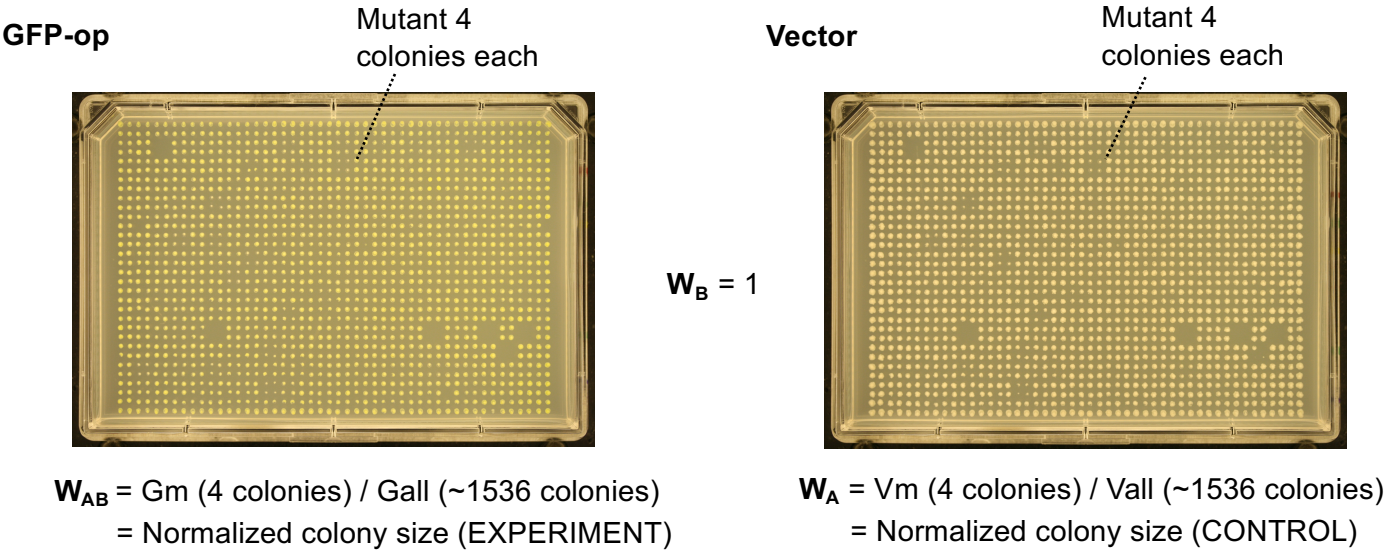 GFP-op
Mutant 4
colonies each
Vector
Mutant 4
colonies each
W_B = 1
W_AB = Gm (4 colonies) / Gall (~1536 colonies)
= Normalized colony size (EXPERIMENT)
W_A = Vm (4 colonies) / Vall (~1536 colonies)
= Normalized colony size (CONTROL)